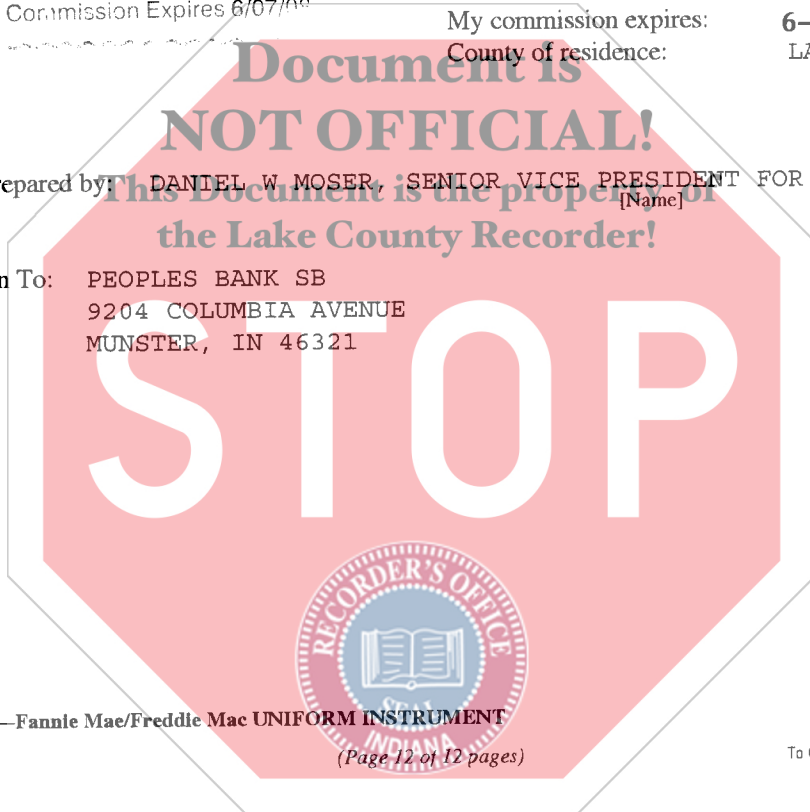 Commission Expires 6/07/08
My commission expires: 6-
County of residence: LA
Document is
NOT OFFICIAL!
epared by: DANIEL W MOSER, SENIOR VICE PRESIDENT FOR
This Document is the property of
[Name]
the Lake County Recorder!
n To: PEOPLES BANK SB
9204 COLUMBIA AVENUE
MUNSTER, IN 46321
STOP
RECORDER'S OFFICE
SEAL
INDIANA
—Fannie Mae/Freddie Mac UNIFORM INSTRUMENT
(Page 12 of 12 pages)
To